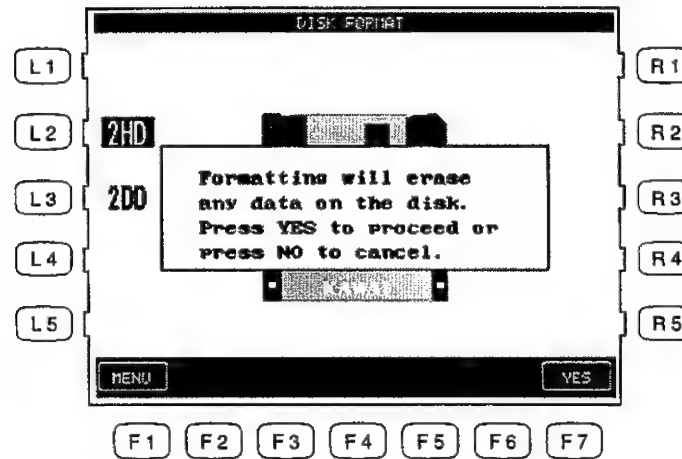 DISK FORMAT
L1 R1
L2 2HD R2
Formatting will erase
L3 2DD any data on the disk. R3
Press YES to proceed or
press NO to cancel.
L4 R4
KAWAI
L5 R5
MENU YES
F1 F2 F3 F4 F5 F6 F7